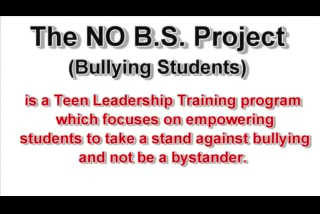 The NO B.S. Project
(Bullying Students)
is a Teen Leadership Training program
which focuses on empowering
students to take a stand against bullying
and not be a bystander.